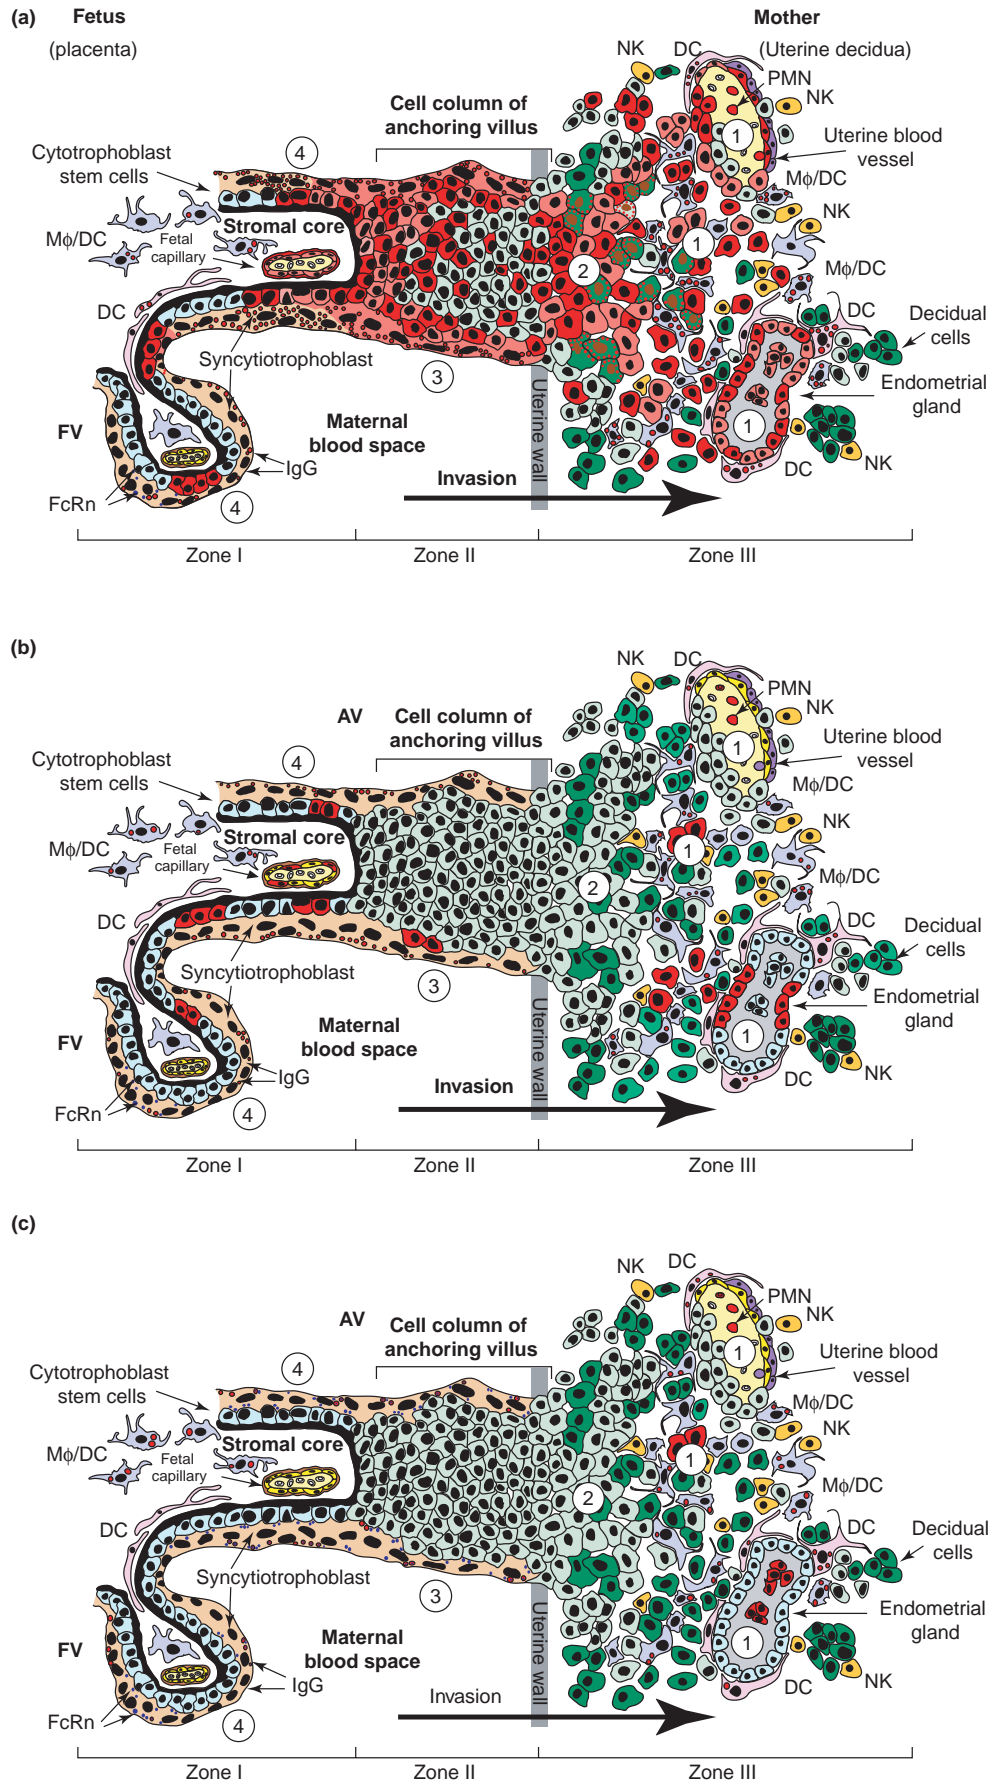 (a)
Fetus
(placenta)
Mother
(Uterine decidua)
NK
DC
PMN
NK
Cell column of
anchoring villus
4
1
Uterine blood
vessel
Cytotrophoblast
stem cells
Mϕ/DC
NK
Stromal core
Mϕ/DC
Fetal
capillary
1
2
Mϕ/DC
DC
DC
Decidual
cells
Syncytiotrophoblast
3
Uterine wall
Endometrial
gland
Maternal
blood space
FV
1
IgG
DC
NK
Invasion
FcRn
4
Zone I
Zone II
Zone III
(b)
NK
DC
PMN
NK
AV
Cell column of
anchoring villus
4
1
Uterine blood
vessel
Cytotrophoblast
stem cells
Mϕ/DC
NK
Stromal core
Mϕ/DC
Fetal
capillary
1
2
Mϕ/DC
DC
DC
Decidual
cells
Syncytiotrophoblast
3
Uterine wall
Endometrial
gland
Maternal
blood space
FV
1
IgG
DC
NK
Invasion
FcRn
4
Zone I
Zone II
Zone III
(c)
NK
DC
PMN
NK
AV
Cell column of
anchoring villus
4
1
Uterine blood
vessel
Cytotrophoblast
stem cells
Mϕ/DC
NK
Stromal core
Mϕ/DC
Fetal
capillary
1
2
Mϕ/DC
DC
DC
Decidual
cells
Syncytiotrophoblast
3
Uterine wall
Endometrial
gland
Maternal
blood space
FV
1
IgG
DC
NK
Invasion
FcRn
4
Zone I
Zone II
Zone III